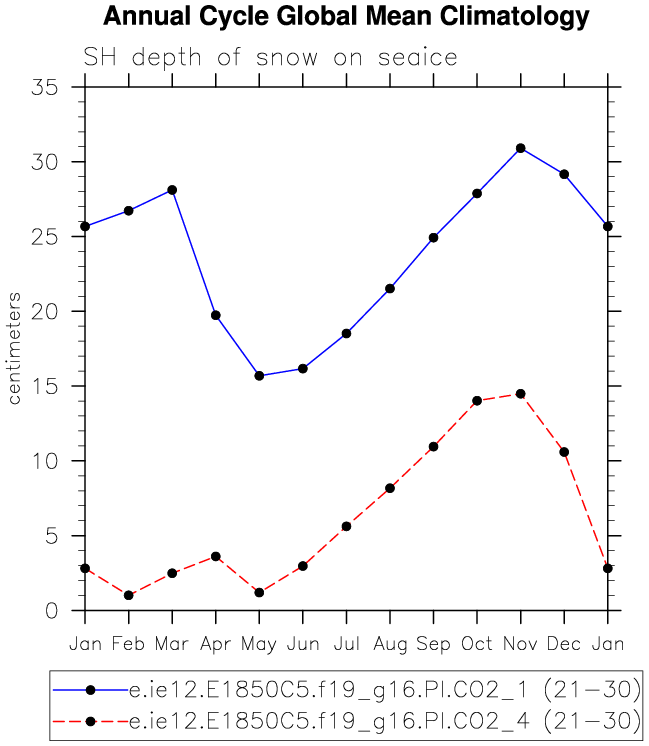 Annual Cycle Global Mean Climatology
SH depth of snow on seaice
35
30
25
20
15
10
5
0
centimeters
Jan Feb Mar Apr May Jun Jul Aug Sep Oct Nov Dec Jan
e.ie12.E1850C5.f19_g16.PI.CO2_1 (21-30)
e.ie12.E1850C5.f19_g16.PI.CO2_4 (21-30)